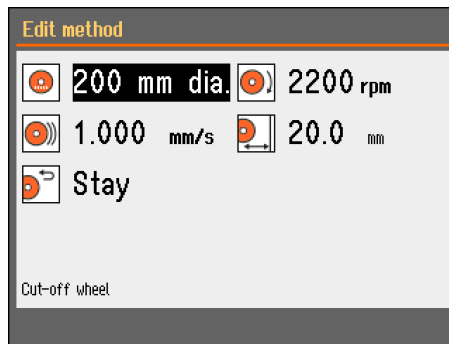 Edit method
200 mm dia. 2200 rpm
1.000 mm/s 20.0 mm
Stay
Cut-off wheel